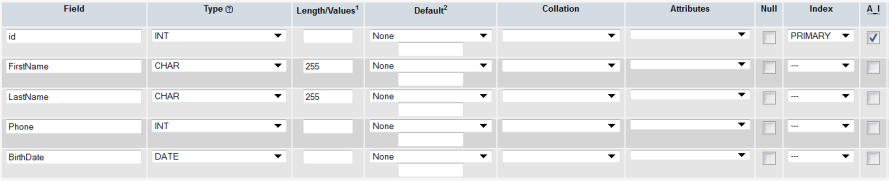 Field Type Length/Values1 Default2 Collation Attributes Null Index A_I
id INT None PRIMARY
FirstName CHAR 255 None ---
LastName CHAR 255 None ---
Phone INT None ---
BirthDate DATE None ---